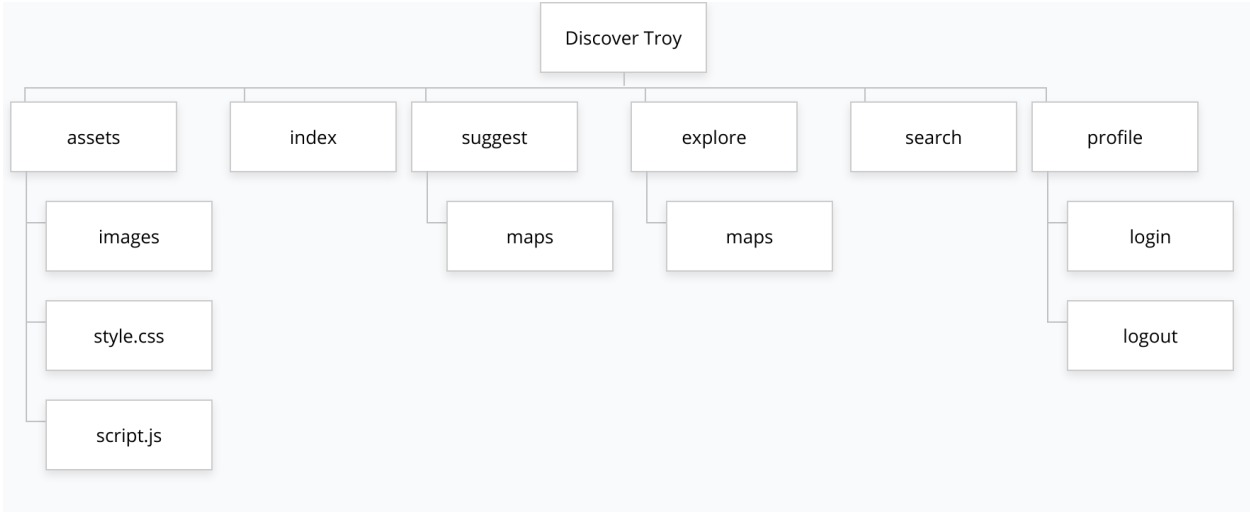 Discover Troy
assets
index
suggest
explore
search
profile
images
maps
maps
login
style.css
logout
script.js